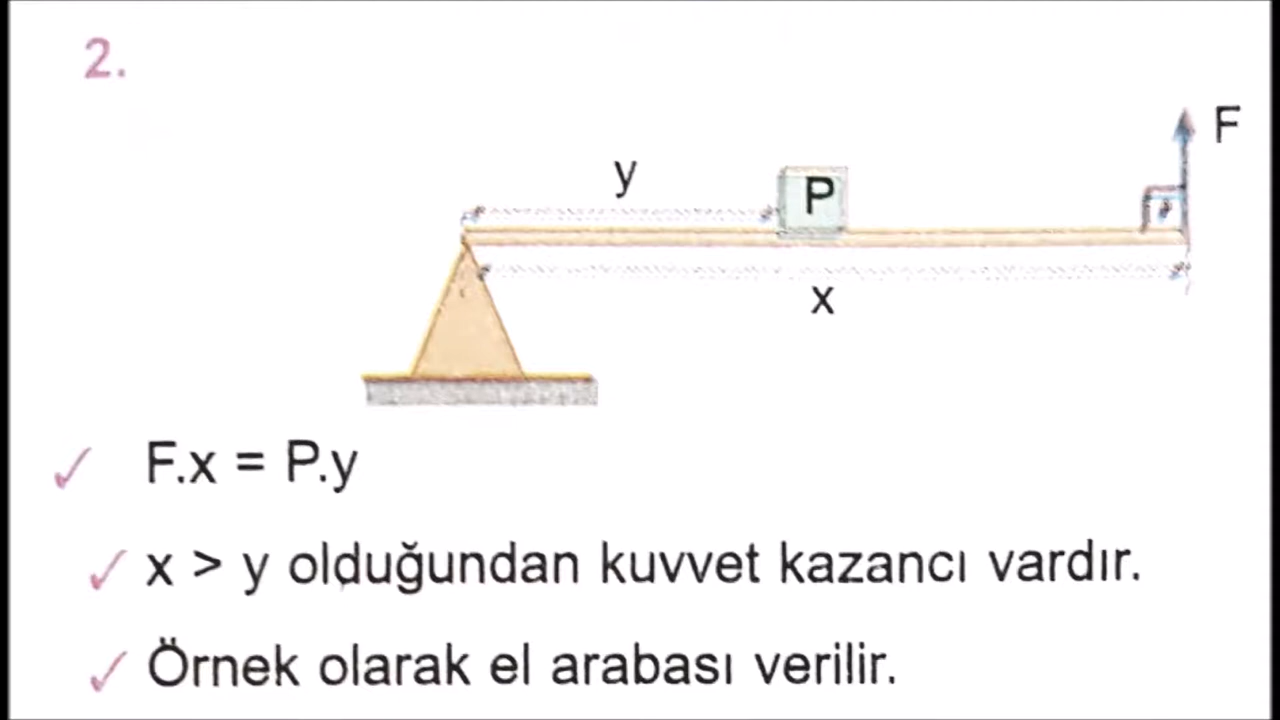 2.
F
y
P
x
F.x = P.y
x > y olduğundan kuvvet kazancı vardır.
Örnek olarak el arabası verilir.